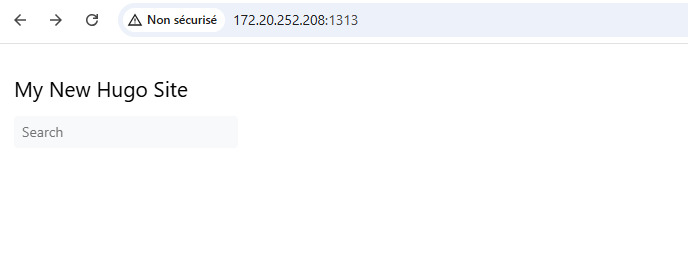 Non sécurisé 172.20.252.208:1313
My New Hugo Site
Search